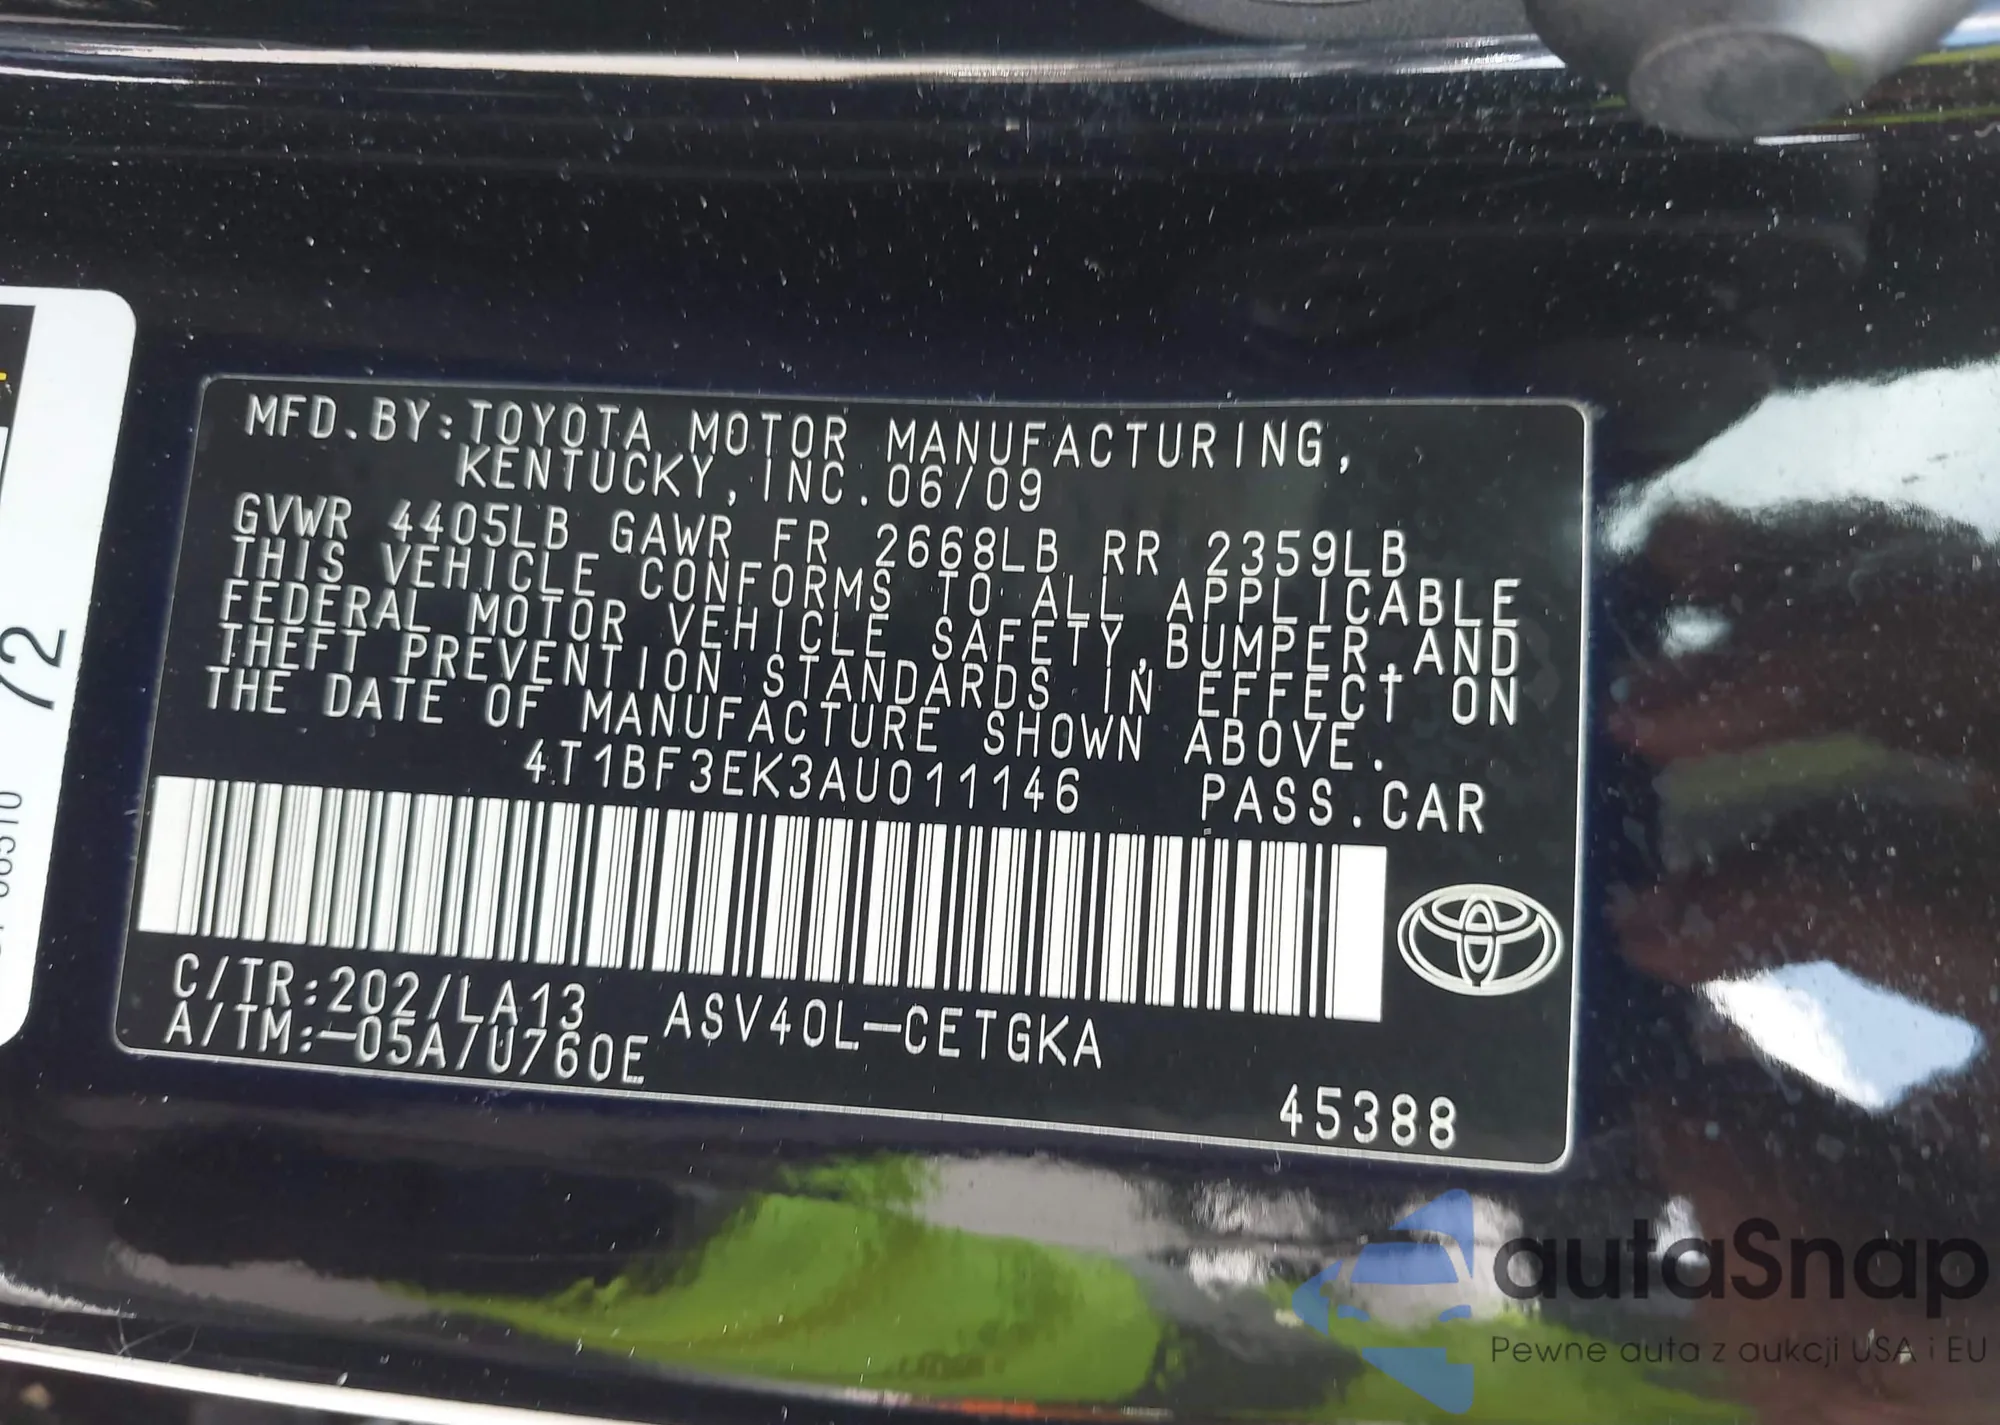 MFD.BY:TOYOTA MOTOR MANUFACTURING,
KENTUCKY,INC.06/09
GVWR 4405LB GAWR FR 2668LB RR 2359LB
THIS VEHICLE CONFORMS TO ALL APPLICABLE
FEDERAL MOTOR VEHICLE SAFETY,BUMPER,AND
THEFT PREVENTION STANDARDS IN EFFECT ON
THE DATE OF MANUFACTURE SHOWN ABOVE.
4T1BF3EK3AU011146 PASS.CAR
C/TR:202/LA13 ASV40L-CETGKA
A/TM:-05A/U760E
45388
72
autaSnap
Pewne auta z aukcji USA i EU